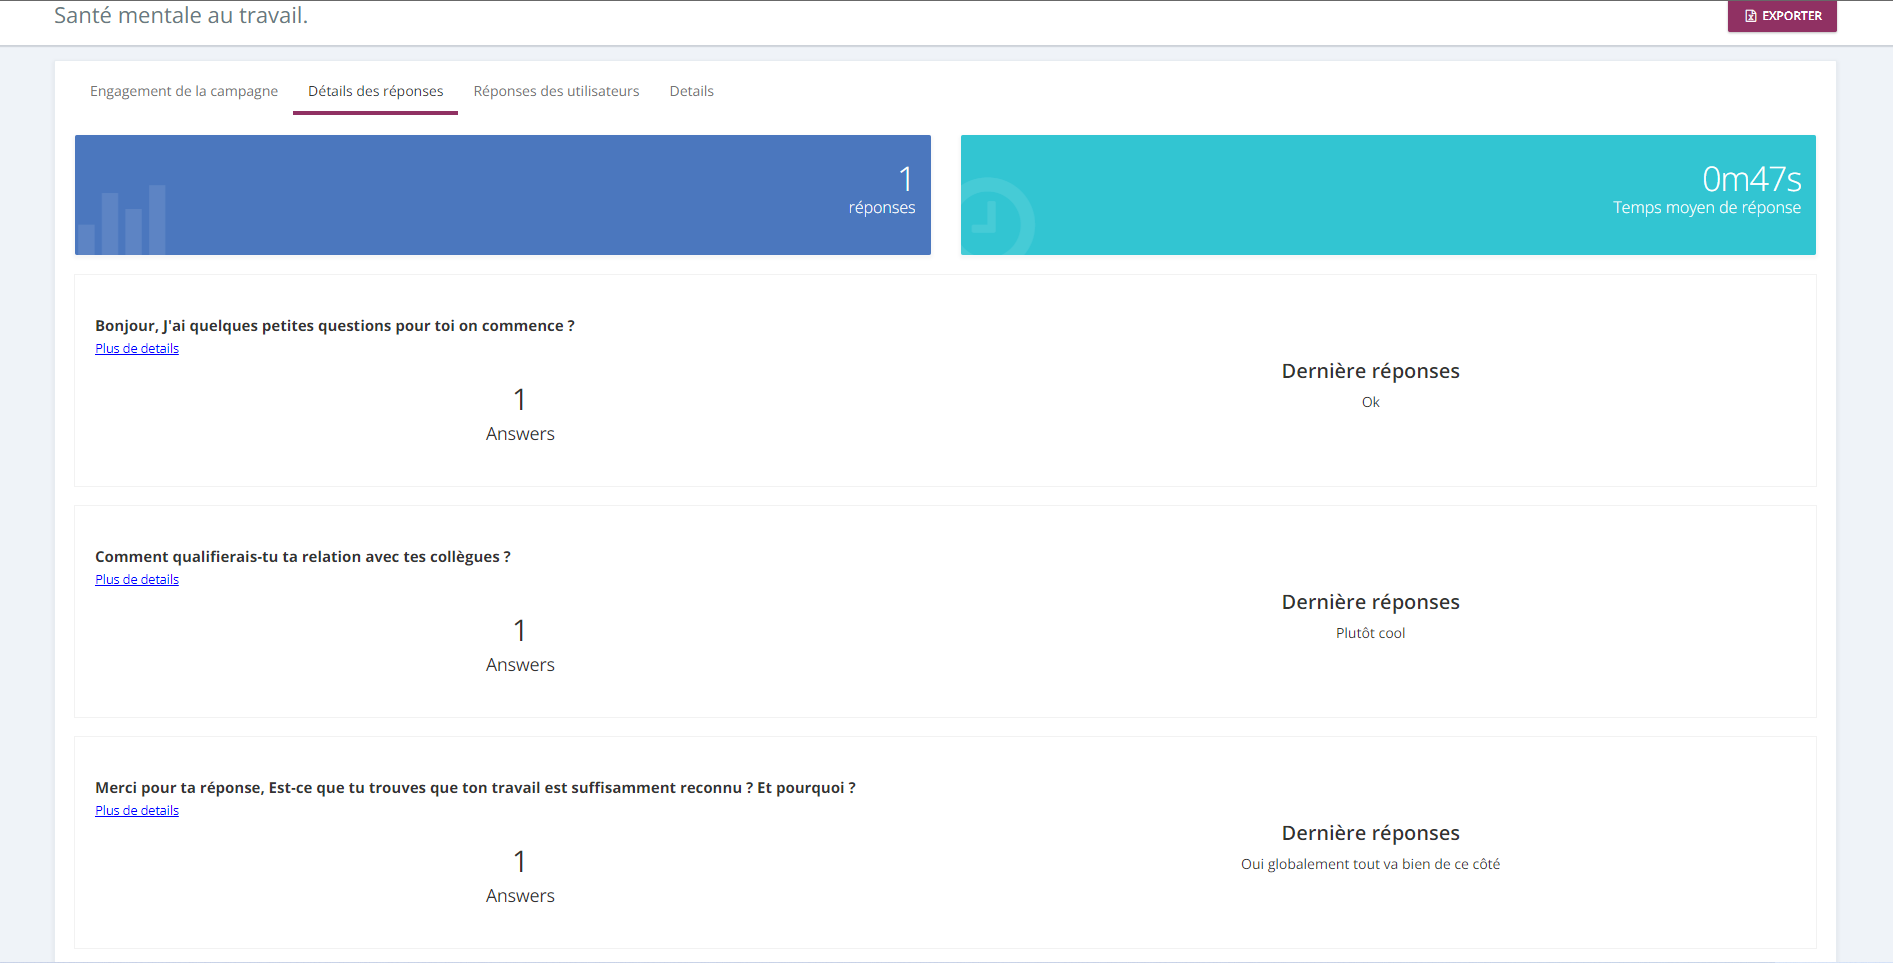 Santé mentale au travail.
EXPORTER
Engagement de la campagne
Détails des réponses
Réponses des utilisateurs
Details
1
réponses
0m47s
Temps moyen de réponse
Bonjour, J'ai quelques petites questions pour toi on commence ?
Plus de details
1
Answers
Dernière réponses
Ok
Comment qualifierais-tu ta relation avec tes collègues ?
Plus de details
1
Answers
Dernière réponses
Plutôt cool
Merci pour ta réponse, Est-ce que tu trouves que ton travail est suffisamment reconnu ? Et pourquoi ?
Plus de details
1
Answers
Dernière réponses
Oui globalement tout va bien de ce côté